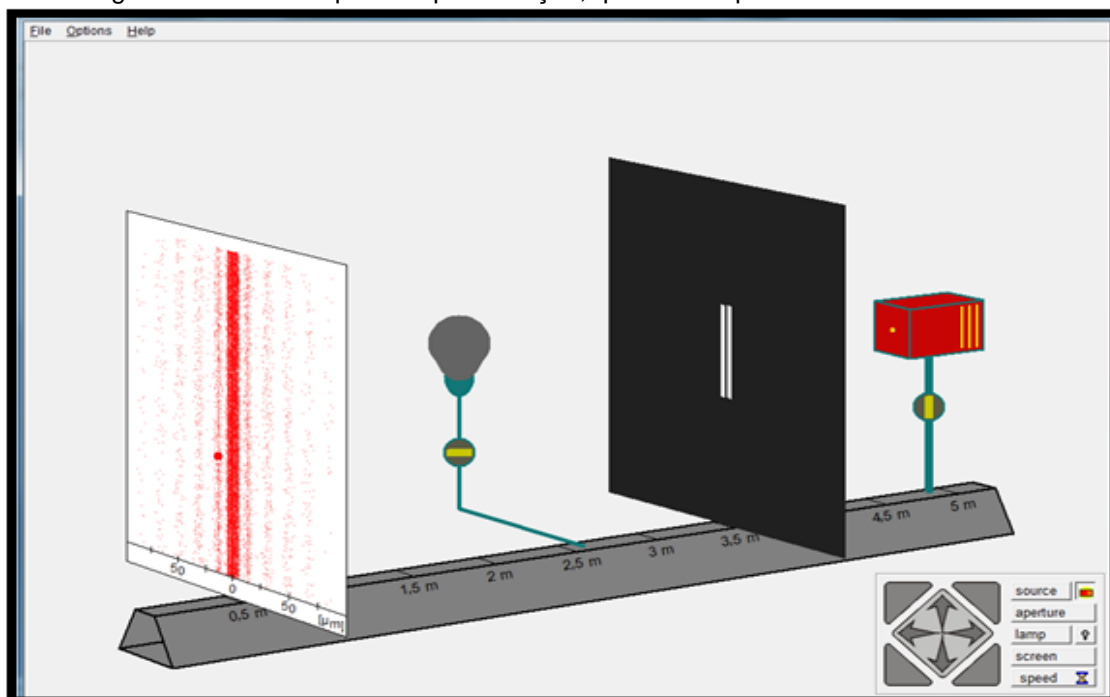 File Options Help
50 0 50 [µm]
0,5 m 1,5 m 2 m 2,5 m 3 m 3,5 m 4,5 m 5 m
source
aperture
lamp
screen
speed